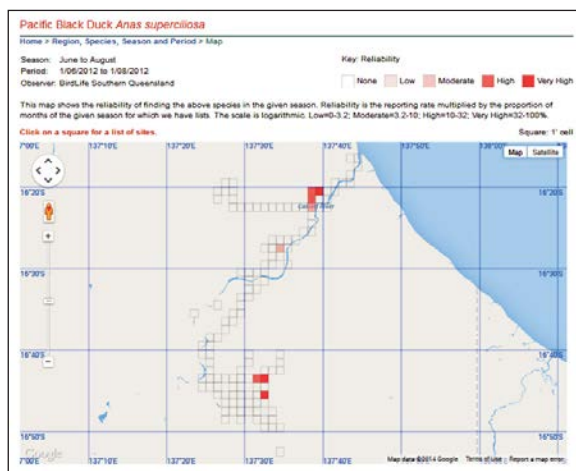 Pacific Black Duck Anas superciliosa
Home > Region, Species, Season and Period > Map
Season: June to August
Period: 1/06/2012 to 1/08/2012
Observer: BirdLife Southern Queensland
Key: Reliability
None Low Moderate High Very High
This map shows the reliability of finding the above species in the given season. Reliability is the reporting rate multiplied by the proportion of
months of the given season for which we have lists. The scale is logarithmic. Low=0-3.2; Moderate=3.2-10; High=10-32; Very High=32-100%.
Click on a square for a list of sites.
Square: 1' cell
7'00'E 137°10'E 137°20'E 137°30'E 137°40'E 137°50'E 138°00'E
Map Satellite
16°20'S 16°20'S
16°30'S 16°30'S
16°40'S 16°40'S
16°50'S 16°50'S
Google
7'00'E 137°10'E 137°20'E 137°30'E 137°40'E
Map data ©2014 Google Terms of Use Report a map error